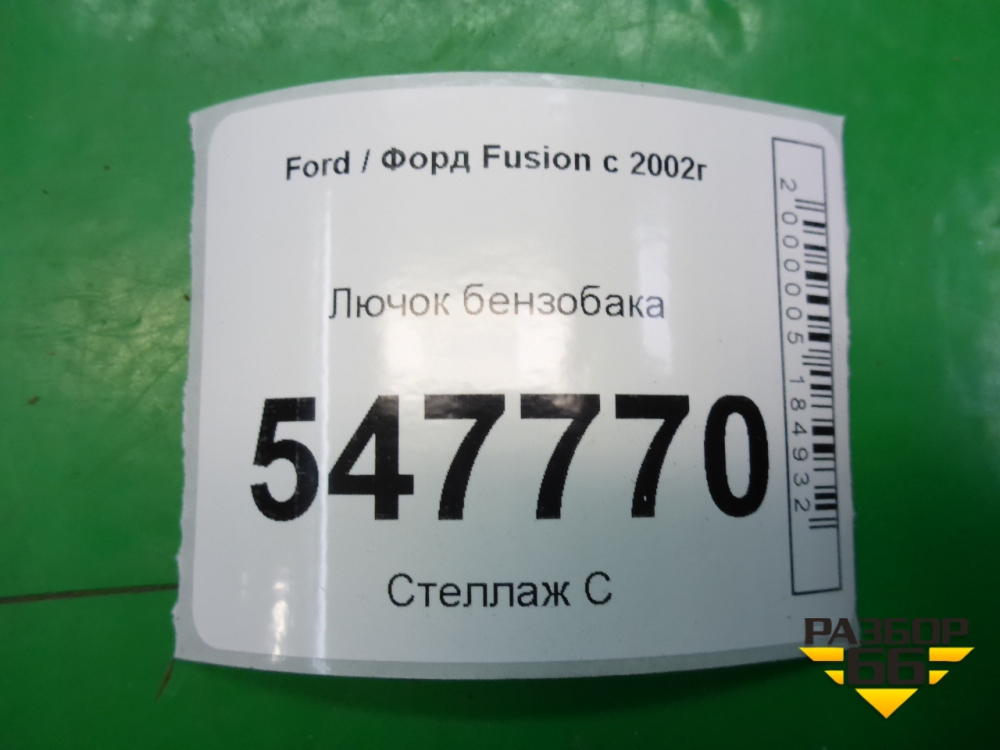 Ford / Форд Fusion с 2002г
Лючок бензобака
547770
Стеллаж С
2000005184932
РАЗБОР
66